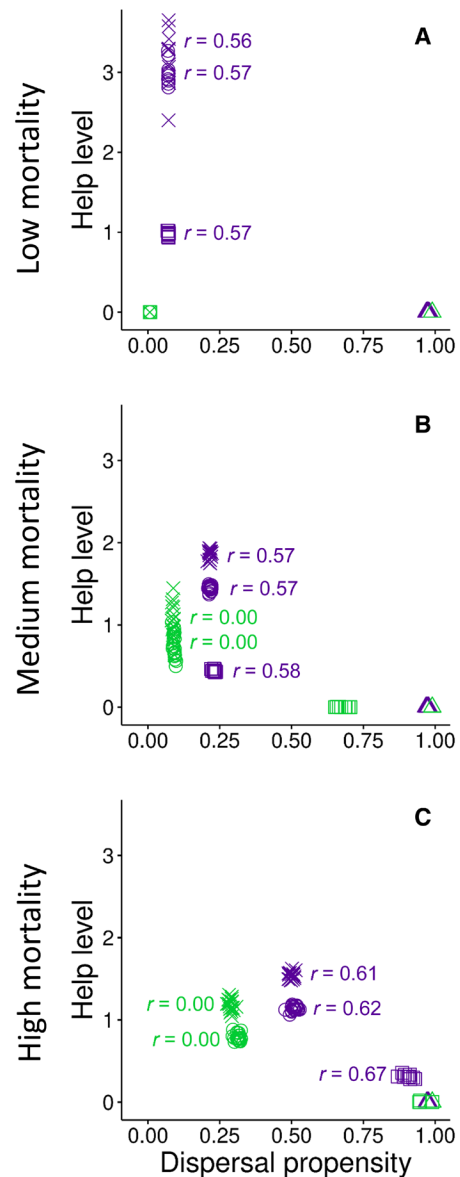 A
Low mortality
Help level
3
2
1
0
r = 0.56
r = 0.57
r = 0.57
0.00 0.25 0.50 0.75 1.00
B
Medium mortality
Help level
3
2
1
0
r = 0.57
r = 0.57
r = 0.00
r = 0.00
r = 0.58
0.00 0.25 0.50 0.75 1.00
C
High mortality
Help level
3
2
1
0
r = 0.61
r = 0.00
r = 0.62
r = 0.00
r = 0.67
0.00 0.25 0.50 0.75 1.00
Dispersal propensity